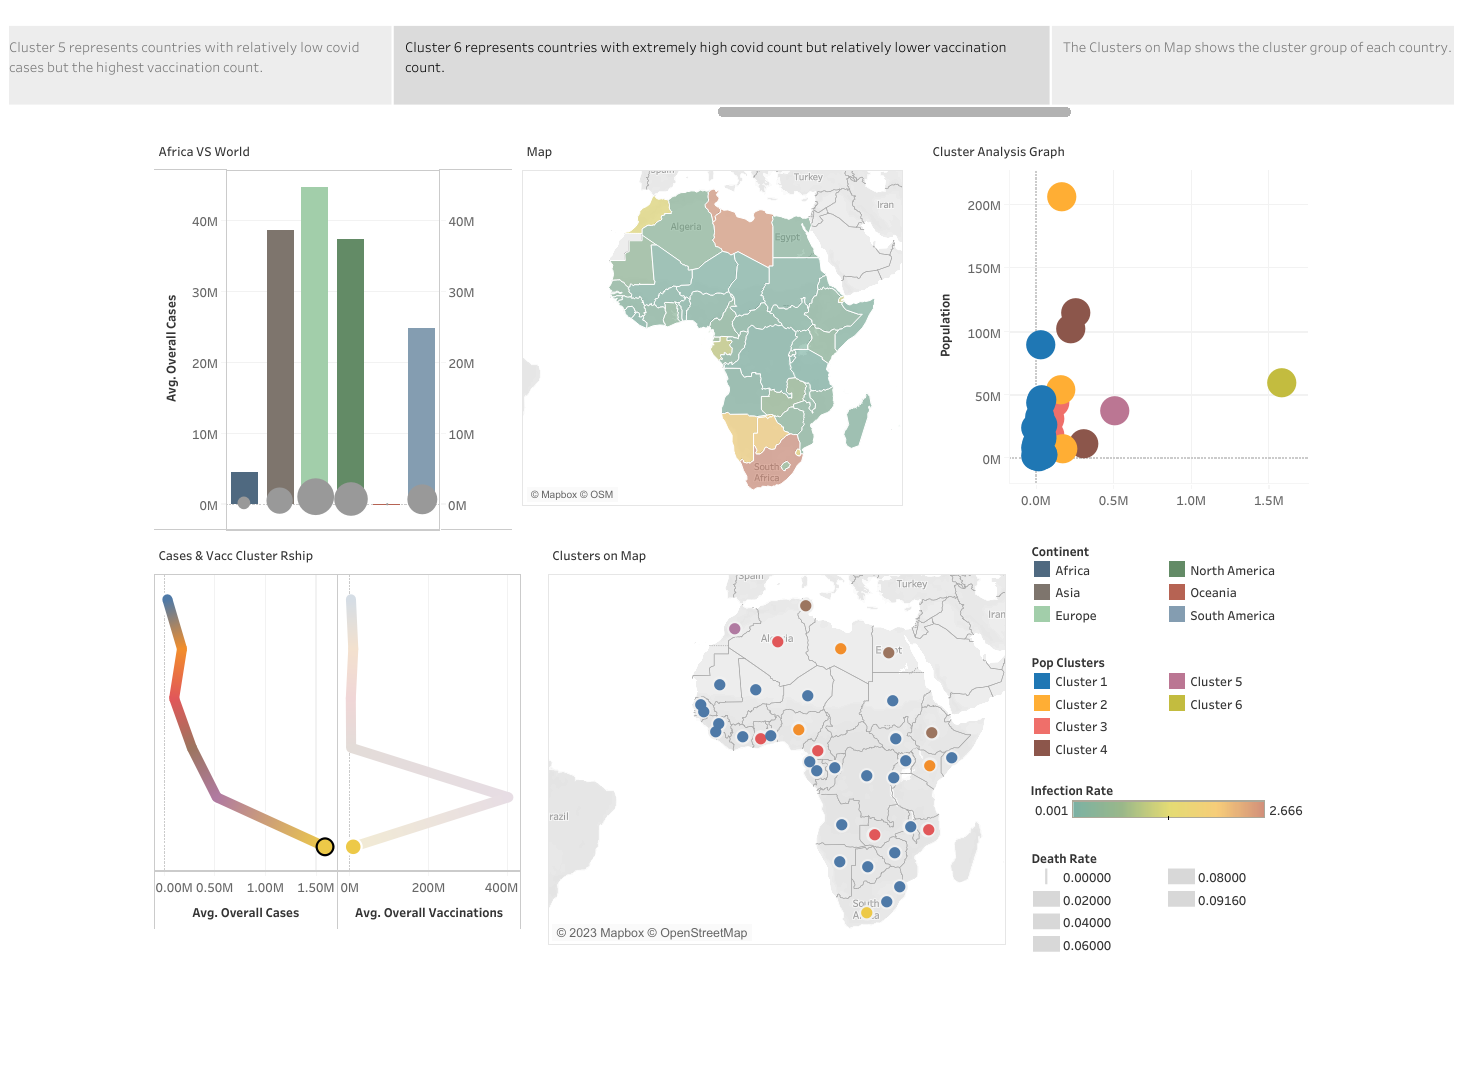 Cluster 5 represents countries with relatively low covid
cases but the highest vaccination count.
Cluster 6 represents countries with extremely high covid count but relatively lower vaccination
count.
The Clusters on Map shows the cluster group of each country.
Africa VS World
Avg. Overall Cases
40M
30M
20M
10M
0M
40M
30M
20M
10M
0M
Map
Spain
Turkey
Iran
Algeria
Egypt
South
Africa
© Mapbox © OSM
Cluster Analysis Graph
Population
200M
150M
100M
50M
0M
0.0M 0.5M 1.0M 1.5M
Cases & Vacc Cluster Rship
0.00M 0.50M 1.00M 1.50M
Avg. Overall Cases
0M 200M 400M
Avg. Overall Vaccinations
Clusters on Map
Spain
Turkey
Iran
razil
South
© 2023 Mapbox © OpenStreetMap
Continent
Africa
Asia
Europe
North America
Oceania
South America
Pop Clusters
Cluster 1
Cluster 2
Cluster 3
Cluster 4
Cluster 5
Cluster 6
Infection Rate
0.001 2.666
Death Rate
0.00000
0.02000
0.04000
0.06000
0.08000
0.09160